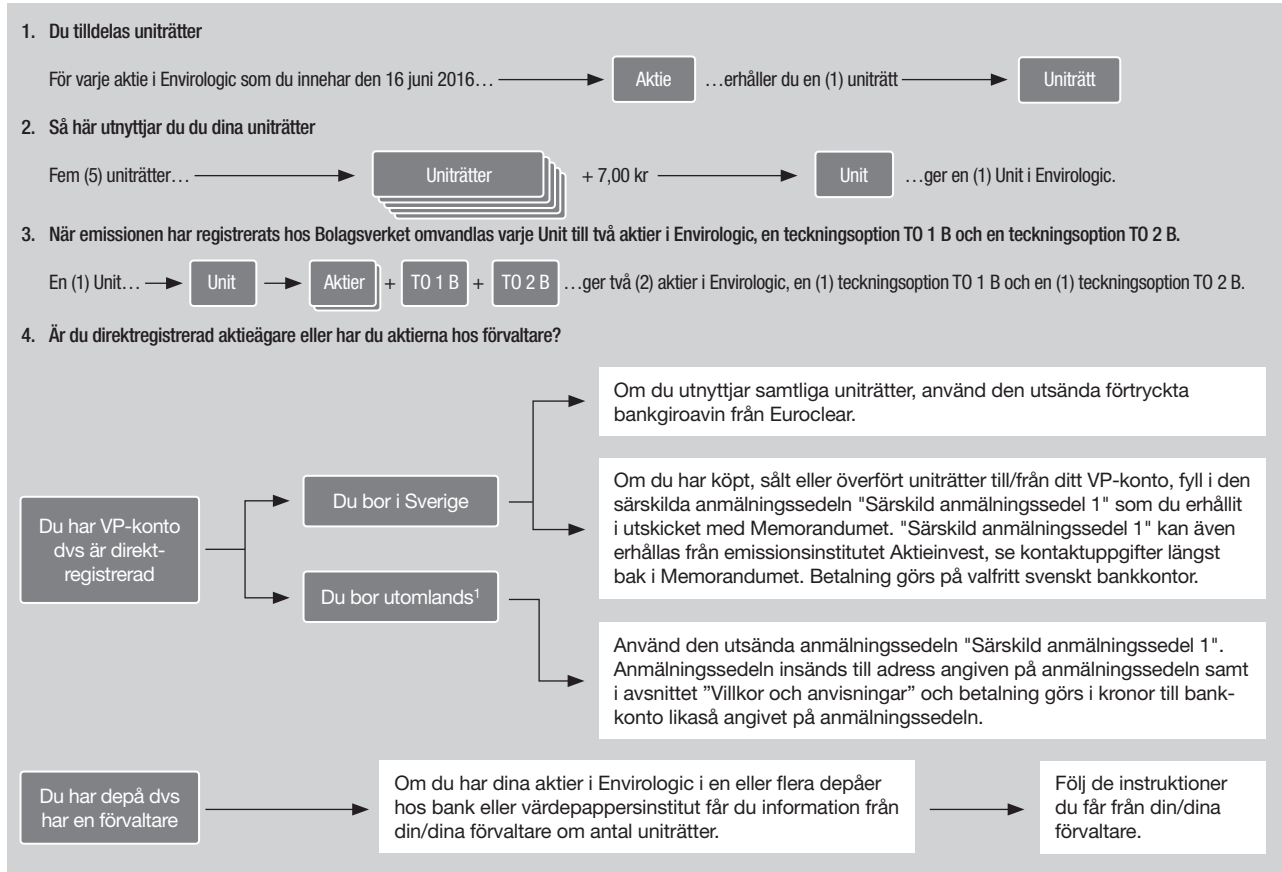 1. Du tilldelas uniträtter
För varje aktie i Envirologic som du innehar den 16 juni 2016… Aktie …erhåller du en (1) uniträtt Uniträtt
2. Så här utnyttjar du du dina uniträtter
Fem (5) uniträtter… Uniträtter + 7,00 kr Unit …ger en (1) Unit i Envirologic.
3. När emissionen har registrerats hos Bolagsverket omvandlas varje Unit till två aktier i Envirologic, en teckningsoption TO 1 B och en teckningsoption TO 2 B.
En (1) Unit… Unit Aktier + TO 1 B + TO 2 B …ger två (2) aktier i Envirologic, en (1) teckningsoption TO 1 B och en (1) teckningsoption TO 2 B.
4. Är du direktregistrerad aktieägare eller har du aktierna hos förvaltare?
Du har VP-konto
dvs är direkt-
registrerad
Du bor i Sverige
Du bor utomlands¹
Om du utnyttjar samtliga uniträtter, använd den utsända förtryckta
bankgiroavin från Euroclear.
Om du har köpt, sålt eller överfört uniträtter till/från ditt VP-konto, fyll i den
särskilda anmälningssedeln "Särskild anmälningssedel 1" som du erhållit
i utskicket med Memorandumet. "Särskild anmälningssedel 1" kan även
erhållas från emissionsinstitutet Aktieinvest, se kontaktuppgifter längst
bak i Memorandumet. Betalning görs på valfritt svenskt bankkontor.
Använd den utsända anmälningssedeln "Särskild anmälningssedel 1".
Anmälningssedeln insänds till adress angiven på anmälningssedeln samt
i avsnittet ”Villkor och anvisningar” och betalning görs i kronor till bank-
konto likaså angivet på anmälningssedeln.
Du har depå dvs
har en förvaltare
Om du har dina aktier i Envirologic i en eller flera depåer
hos bank eller värdepappersinstitut får du information från
din/dina förvaltare om antal uniträtter.
Följ de instruktioner
du får från din/dina
förvaltare.